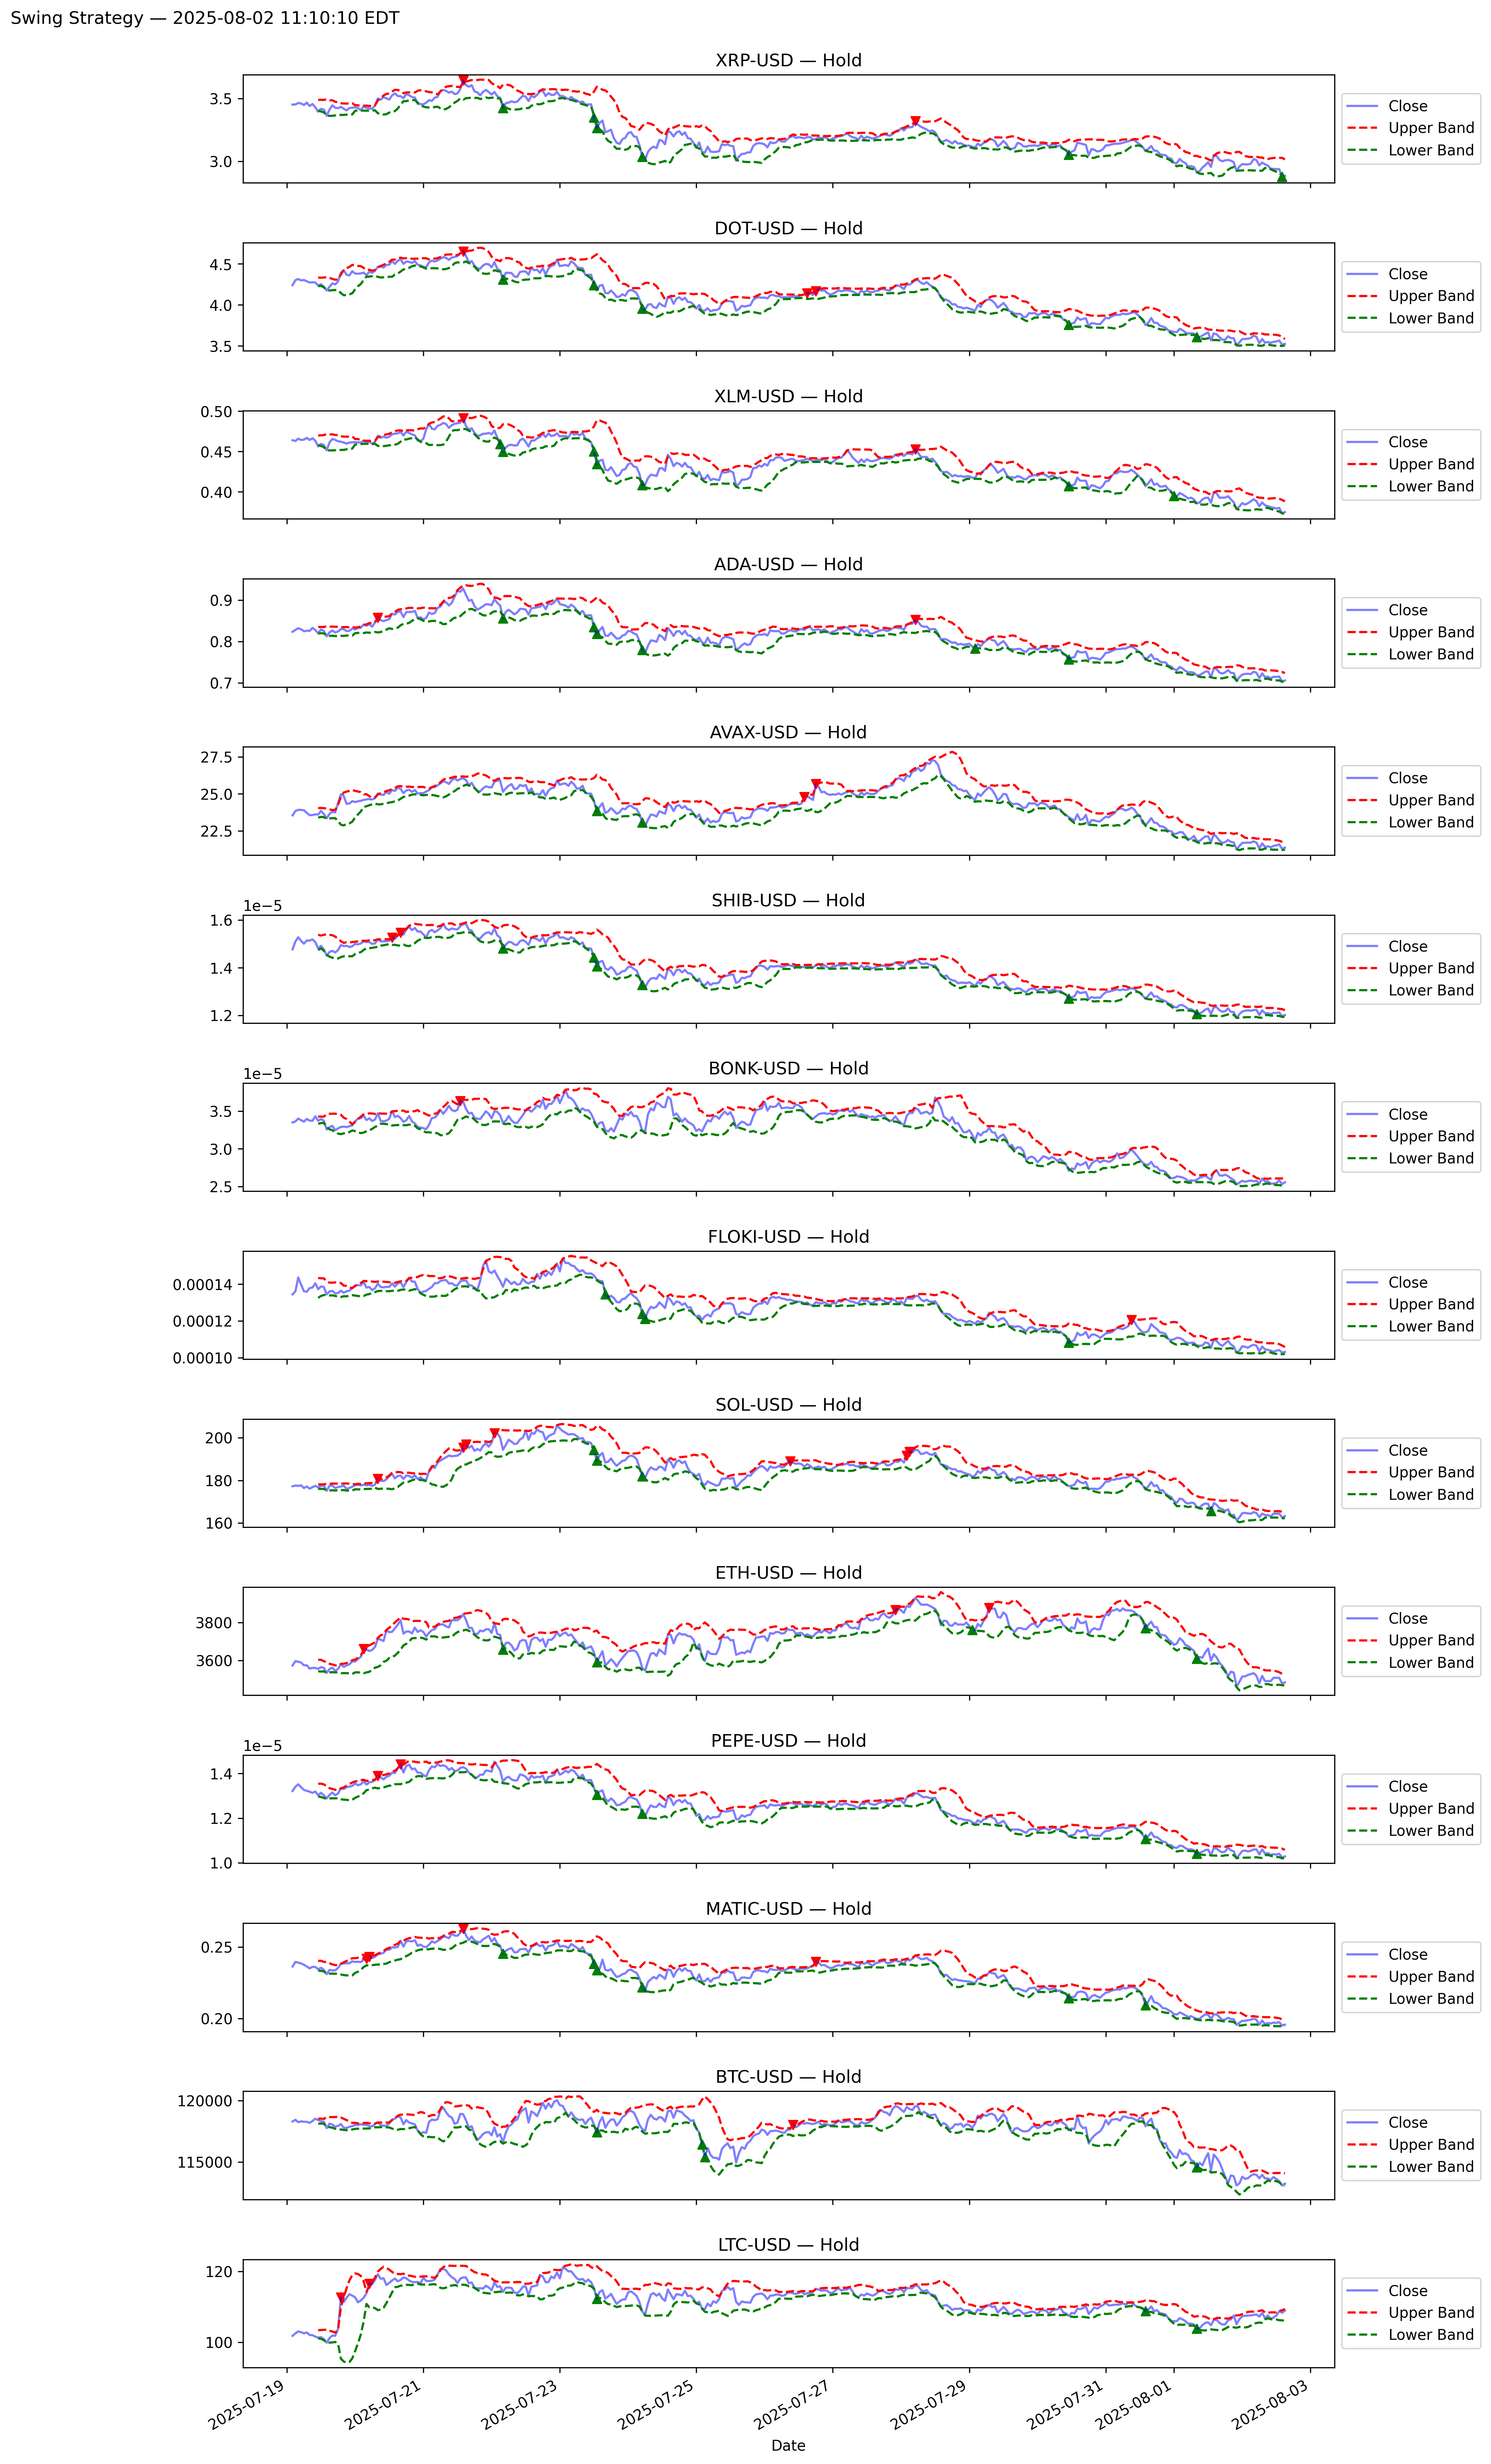 Swing Strategy — 2025-08-02 11:10:10 EDT
XRP-USD — Hold
3.5
3.0
Close
Upper Band
Lower Band
DOT-USD — Hold
4.5
4.0
3.5
Close
Upper Band
Lower Band
XLM-USD — Hold
0.50
0.45
0.40
Close
Upper Band
Lower Band
ADA-USD — Hold
0.9
0.8
0.7
Close
Upper Band
Lower Band
AVAX-USD — Hold
27.5
25.0
22.5
Close
Upper Band
Lower Band
SHIB-USD — Hold
1e−5
1.6
1.4
1.2
Close
Upper Band
Lower Band
BONK-USD — Hold
1e−5
3.5
3.0
2.5
Close
Upper Band
Lower Band
FLOKI-USD — Hold
0.00014
0.00012
0.00010
Close
Upper Band
Lower Band
SOL-USD — Hold
200
180
160
Close
Upper Band
Lower Band
ETH-USD — Hold
3800
3600
Close
Upper Band
Lower Band
PEPE-USD — Hold
1e−5
1.4
1.2
1.0
Close
Upper Band
Lower Band
MATIC-USD — Hold
0.25
0.20
Close
Upper Band
Lower Band
BTC-USD — Hold
120000
115000
Close
Upper Band
Lower Band
LTC-USD — Hold
120
100
Close
Upper Band
Lower Band
2025-07-19
2025-07-21
2025-07-23
2025-07-25
2025-07-27
2025-07-29
2025-07-31
2025-08-01
2025-08-03
Date